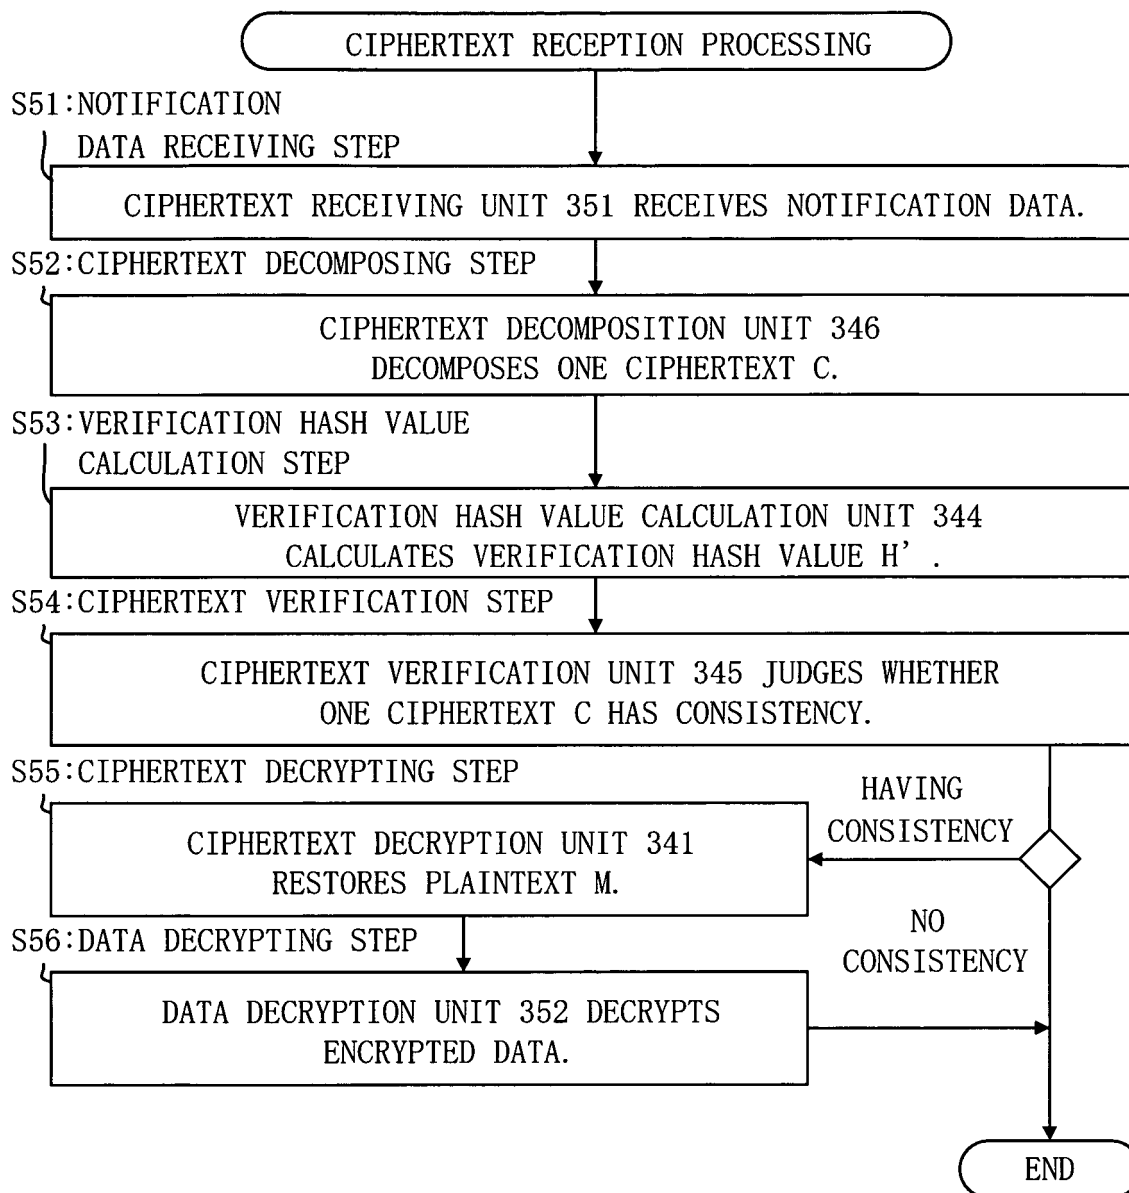 CIPHERTEXT RECEPTION PROCESSING
S51:NOTIFICATION
DATA RECEIVING STEP
CIPHERTEXT RECEIVING UNIT 351 RECEIVES NOTIFICATION DATA.
S52:CIPHERTEXT DECOMPOSING STEP
CIPHERTEXT DECOMPOSITION UNIT 346
DECOMPOSES ONE CIPHERTEXT C.
S53:VERIFICATION HASH VALUE
CALCULATION STEP
VERIFICATION HASH VALUE CALCULATION UNIT 344
CALCULATES VERIFICATION HASH VALUE H' .
S54:CIPHERTEXT VERIFICATION STEP
CIPHERTEXT VERIFICATION UNIT 345 JUDGES WHETHER
ONE CIPHERTEXT C HAS CONSISTENCY.
S55:CIPHERTEXT DECRYPTING STEP
HAVING
CONSISTENCY
CIPHERTEXT DECRYPTION UNIT 341
RESTORES PLAINTEXT M.
NO
CONSISTENCY
S56:DATA DECRYPTING STEP
DATA DECRYPTION UNIT 352 DECRYPTS
ENCRYPTED DATA.
END